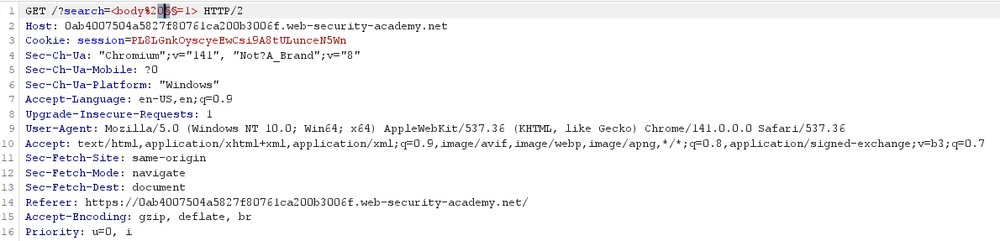 1 GET /?search=<body%20§§=1> HTTP/2
2 Host: 0ab4007504a5827f80761ca200b3006f.web-security-academy.net
3 Cookie: session=PL8LGnkOyscyeEwCsi9A8tULunceN5Wn
4 Sec-Ch-Ua: "Chromium";v="141", "Not?A_Brand";v="8"
5 Sec-Ch-Ua-Mobile: ?0
6 Sec-Ch-Ua-Platform: "Windows"
7 Accept-Language: en-US,en;q=0.9
8 Upgrade-Insecure-Requests: 1
9 User-Agent: Mozilla/5.0 (Windows NT 10.0; Win64; x64) AppleWebKit/537.36 (KHTML, like Gecko) Chrome/141.0.0.0 Safari/537.36
10 Accept: text/html,application/xhtml+xml,application/xml;q=0.9,image/avif,image/webp,image/apng,*/*;q=0.8,application/signed-exchange;v=b3;q=0.7
11 Sec-Fetch-Site: same-origin
12 Sec-Fetch-Mode: navigate
13 Sec-Fetch-Dest: document
14 Referer: https://0ab4007504a5827f80761ca200b3006f.web-security-academy.net/
15 Accept-Encoding: gzip, deflate, br
16 Priority: u=0, i